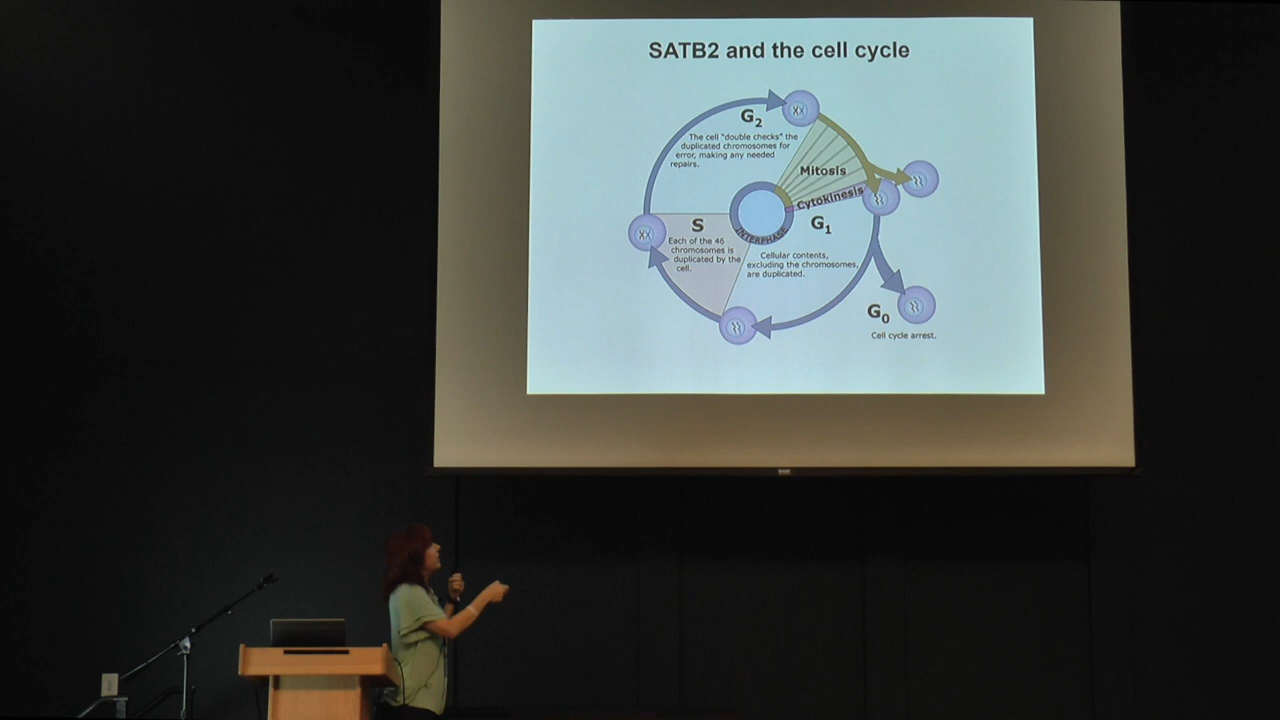 SATB2 and the cell cycle
G2
The cell "double checks" the
duplicated chromosomes for
error, making any needed
repairs.
Mitosis
Cytokinesis
S
Each of the 46
chromosomes is
duplicated by the
cell.
INTERPHASE
G1
Cellular contents,
excluding the chromosomes,
are duplicated.
G0
Cell cycle arrest.